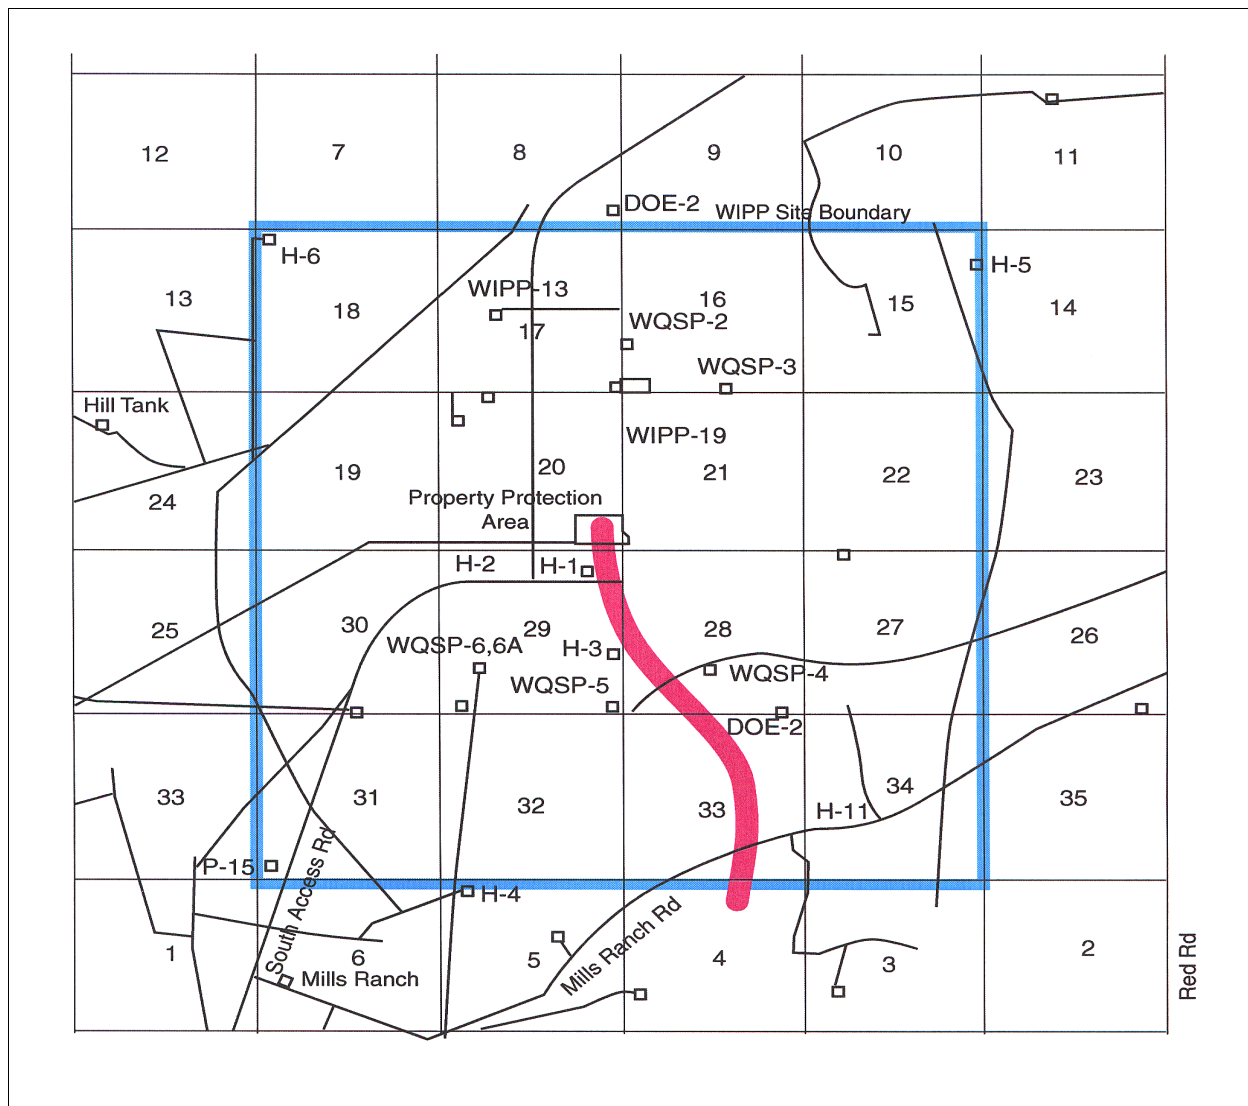 12
7
8
9
10
11
DOE-2
WIPP Site Boundary
H-6
H-5
13
18
WIPP-13
17
16
WQSP-2
15
14
WQSP-3
Hill Tank
WIPP-19
24
19
20
21
22
23
Property Protection
Area
H-2
H-1
25
30
29
28
27
26
WQSP-6,6A
H-3
WQSP-5
WQSP-4
DOE-2
33
31
32
33
34
35
H-11
P-15
South Access Rd
H-4
1
6
5
4
3
2
Mills Ranch Rd
Mills Ranch
Red Rd